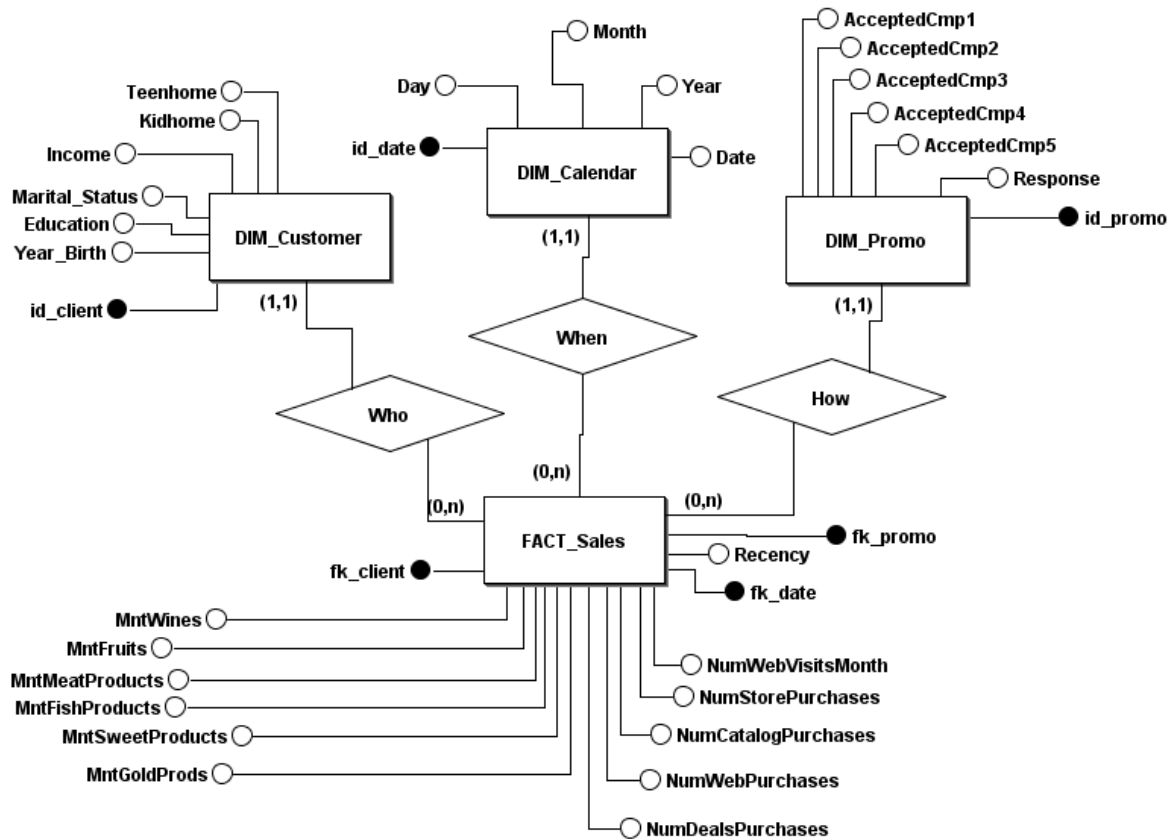 AcceptedCmp1
Month
AcceptedCmp2
Teenhome
Day
Year
AcceptedCmp3
Kidhome
AcceptedCmp4
Income
id_date
DIM_Calendar
Date
AcceptedCmp5
Marital_Status
Response
Education
DIM_Customer
(1,1)
DIM_Promo
id_promo
Year_Birth
id_client
(1,1)
(1,1)
When
Who
How
(0,n)
(0,n)
(0,n)
FACT_Sales
fk_promo
Recency
fk_client
fk_date
MntWines
MntFruits
NumWebVisitsMonth
MntMeatProducts
NumStorePurchases
MntFishProducts
MntSweetProducts
NumCatalogPurchases
MntGoldProds
NumWebPurchases
NumDealsPurchases